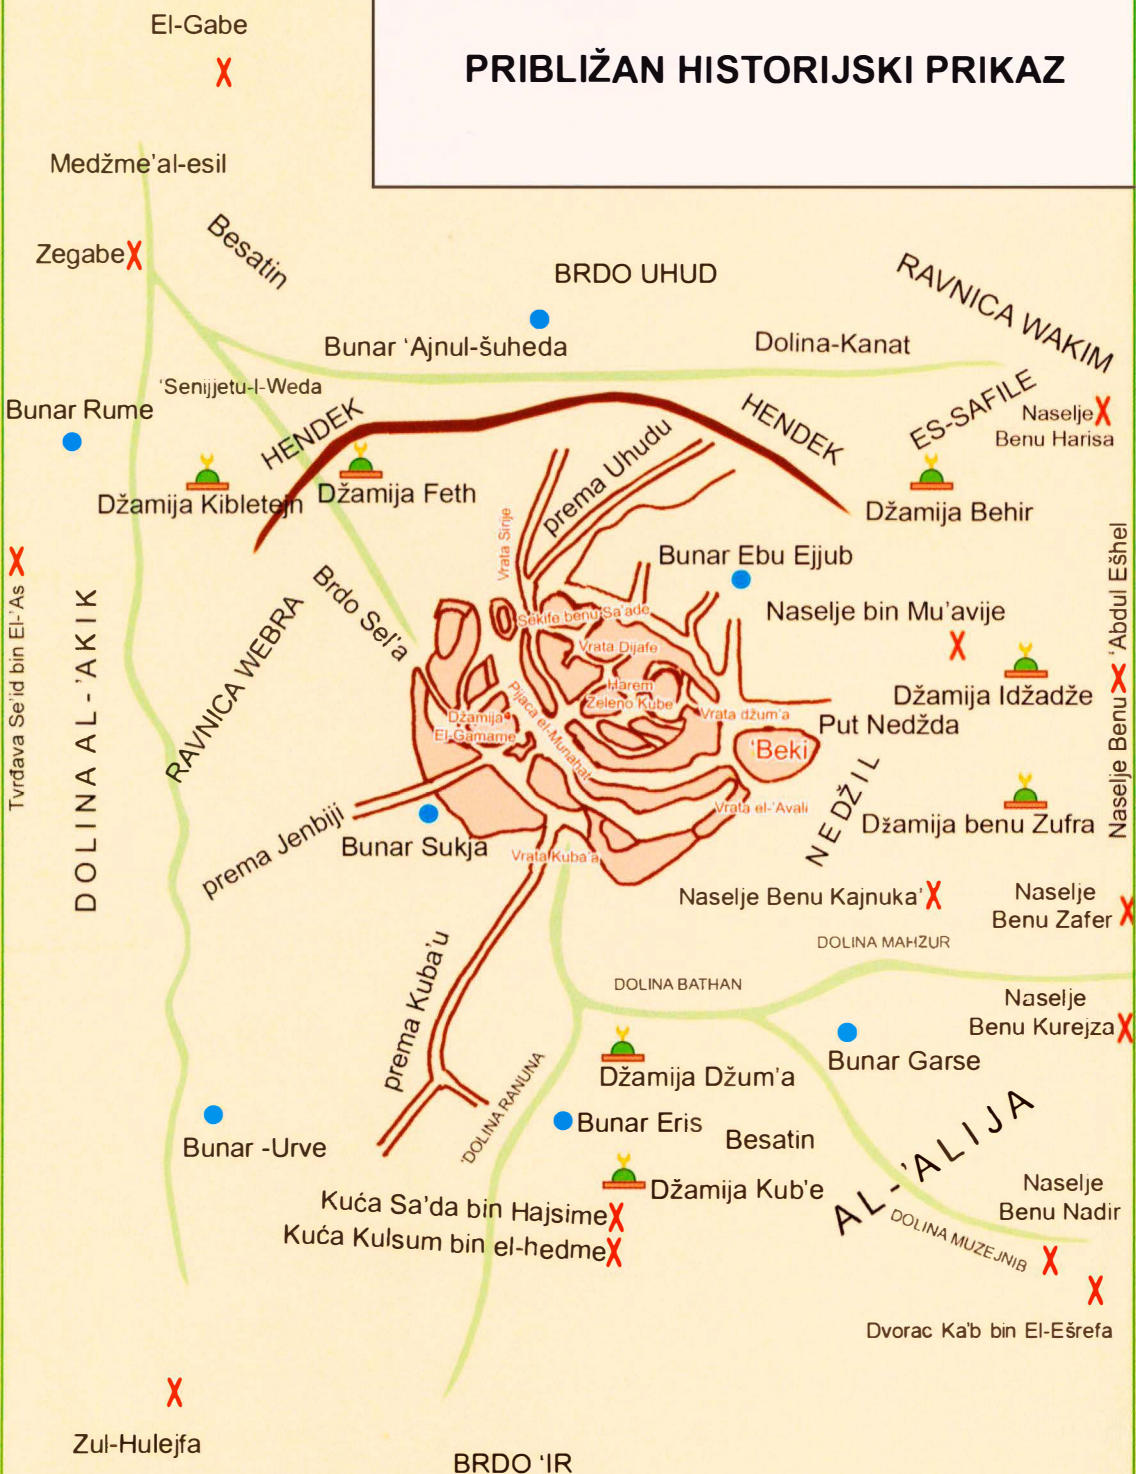 El-Gabe
PRIBLIŽAN HISTORIJSKI PRIKAZ
Medžme'al-esil
Zegabe
Besatin
BRDO UHUD
RAVNICA WAKIM
Bunar 'Ajnul-šuheda
Dolina-Kanat
'Senijjetu-l-Weda
Bunar Rume
HENDEK
HENDEK
ES-SAFILE
Naselje
Benu Harisa
Džamija Kibletejn
Džamija Feth
prema Uhudu
Džamija Behir
Vrata Sirije
Bunar Ebu Ejjub
Tvrđava Se'id bin El-'As
DOLINA AL-'AKIK
RAVNICA WEBRA
Brdo Sel'a
Sekife benu Sa'ade
Naselje bin Mu'avije
Naselje Benu 'Abdul Ešhel
Vrata Dijafe
Harem
Zeleno Kube
Džamija Idžadže
Pijaca el-Munahat
Džamija
El-Gamame
Vrata džum'a
Put Nedžda
'Beki
NEDŽIL
Vrata el-'Avali
Džamija benu Zufra
prema Jenbiji
Bunar Sukja
Vrata Kuba'a
Naselje Benu Kajnuka'
Naselje
Benu Zafer
DOLINA MAHZUR
prema Kuba'u
DOLINA BATHAN
Naselje
Benu Kurejza
Bunar Garse
Džamija Džum'a
'DOLINA RANUNA
Bunar -Urve
Bunar Eris
Besatin
AL-'ALIJA
Džamija Kub'e
Kuća Sa'da bin Hajsime
Kuća Kulsum bin el-hedme
Naselje
Benu Nadir
DOLINA MUZEJNIB
Dvorac Ka'b bin El-Ešrefa
Zul-Hulejfa
BRDO 'IR